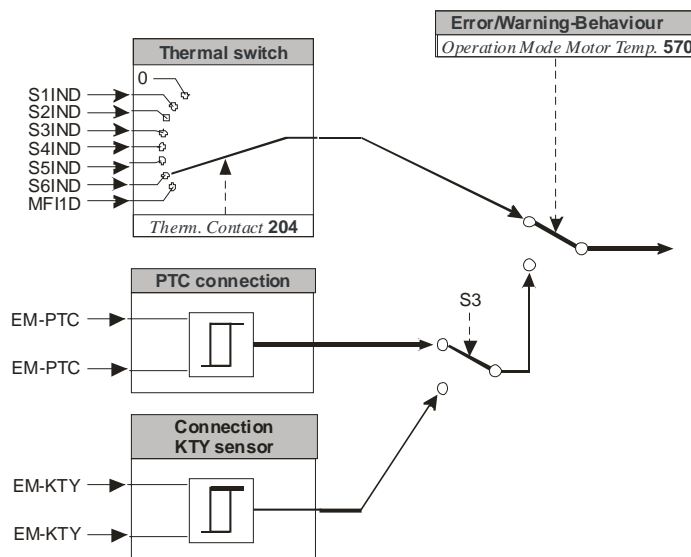 Error/Warning-Behaviour
Operation Mode Motor Temp. 570
Thermal switch
0
S1IND
S2IND
S3IND
S4IND
S5IND
S6IND
MFI1D
Therm. Contact 204
PTC connection
EM-PTC
EM-PTC
S3
Connection
KTY sensor
EM-KTY
EM-KTY